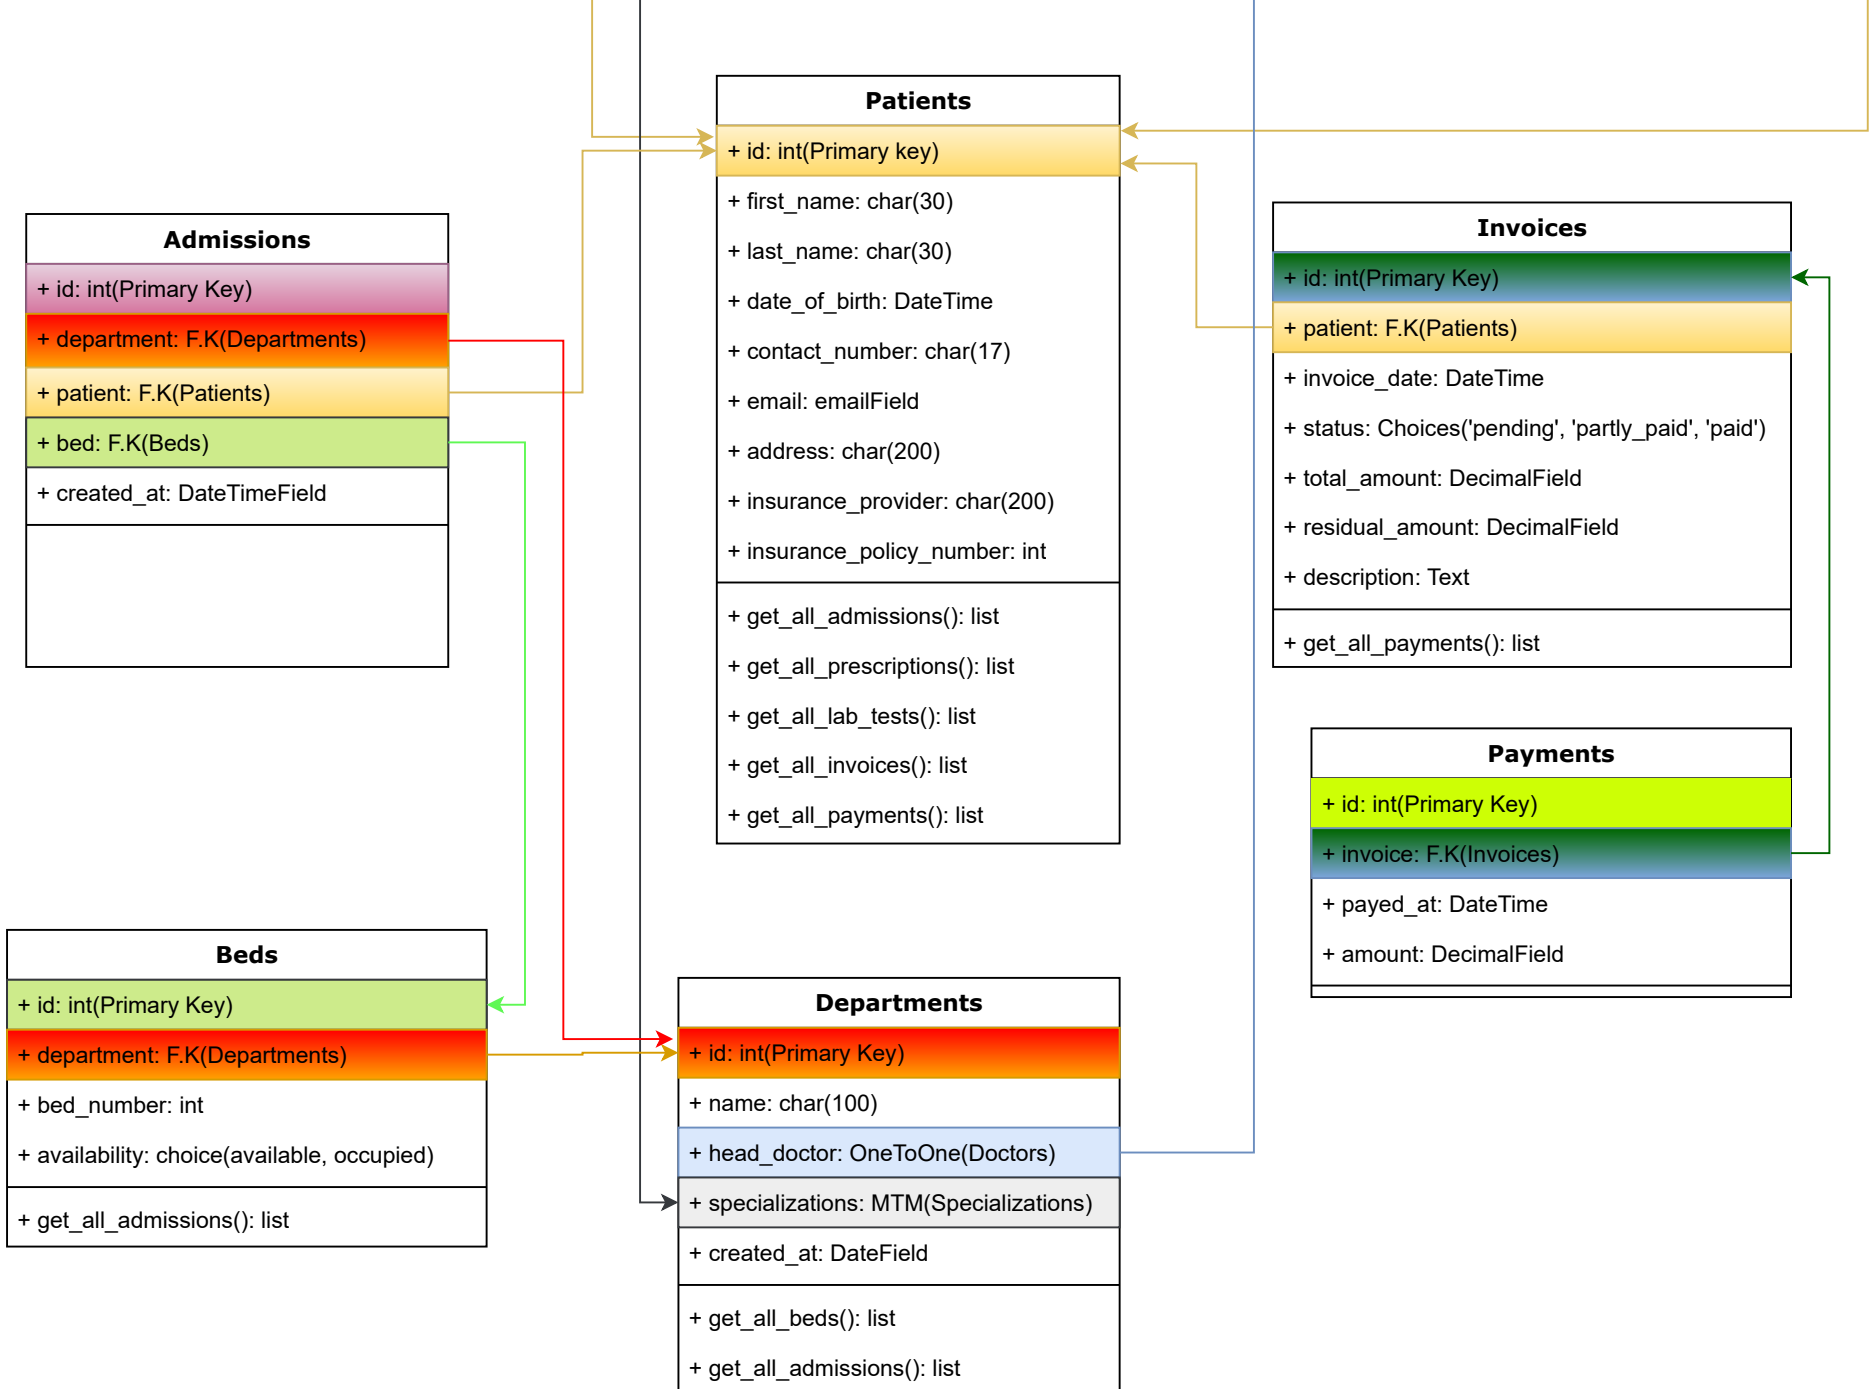 Patients
+ id: int(Primary key)
+ first_name: char(30)
+ last_name: char(30)
+ date_of_birth: DateTime
+ contact_number: char(17)
+ email: emailField
+ address: char(200)
+ insurance_provider: char(200)
+ insurance_policy_number: int
+ get_all_admissions(): list
+ get_all_prescriptions(): list
+ get_all_lab_tests(): list
+ get_all_invoices(): list
+ get_all_payments(): list
Admissions
+ id: int(Primary Key)
+ department: F.K(Departments)
+ patient: F.K(Patients)
+ bed: F.K(Beds)
+ created_at: DateTimeField
Invoices
+ id: int(Primary Key)
+ patient: F.K(Patients)
+ invoice_date: DateTime
+ status: Choices('pending', 'partly_paid', 'paid')
+ total_amount: DecimalField
+ residual_amount: DecimalField
+ description: Text
+ get_all_payments(): list
Payments
+ id: int(Primary Key)
+ invoice: F.K(Invoices)
+ payed_at: DateTime
+ amount: DecimalField
Beds
+ id: int(Primary Key)
+ department: F.K(Departments)
+ bed_number: int
+ availability: choice(available, occupied)
+ get_all_admissions(): list
Departments
+ id: int(Primary Key)
+ name: char(100)
+ head_doctor: OneToOne(Doctors)
+ specializations: MTM(Specializations)
+ created_at: DateField
+ get_all_beds(): list
+ get_all_admissions(): list